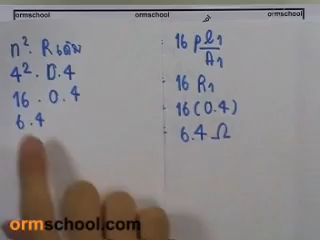 ormschool ormschool ormschool
n². Rเดิม
4². 0.4
16 . 0.4
6.4
= 16 ρl₁/A₁
= 16 R₁
= 16 (0.4)
= 6.4 Ω
ormschool.com